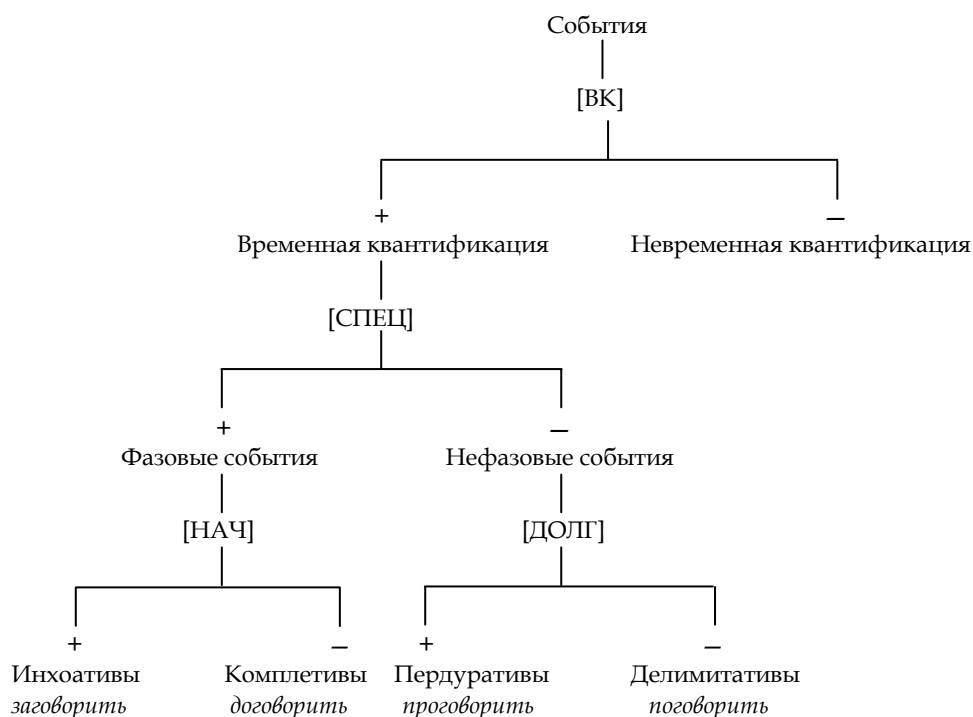 События
[ВК]
+ —
Временная квантификация Невременная квантификация
[СПЕЦ]
+ —
Фазовые события Нефазовые события
[НАЧ] [ДОЛГ]
+ — + —
Инхоативы Комплетивы Пердуративы Делимитативы
заговорить договорить проговорить поговорить